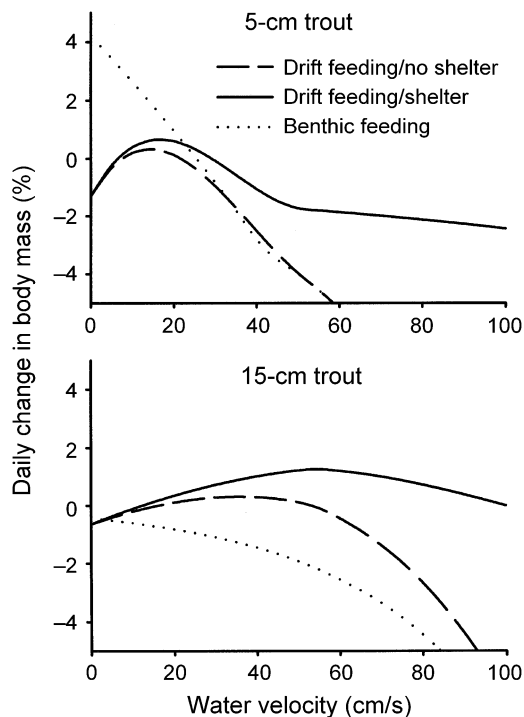 5-cm trout
Drift feeding/no shelter
Drift feeding/shelter
Benthic feeding
4
2
0
–2
–4
0 20 40 60 80 100
Daily change in body mass (%)
15-cm trout
4
2
0
–2
–4
0 20 40 60 80 100
Water velocity (cm/s)